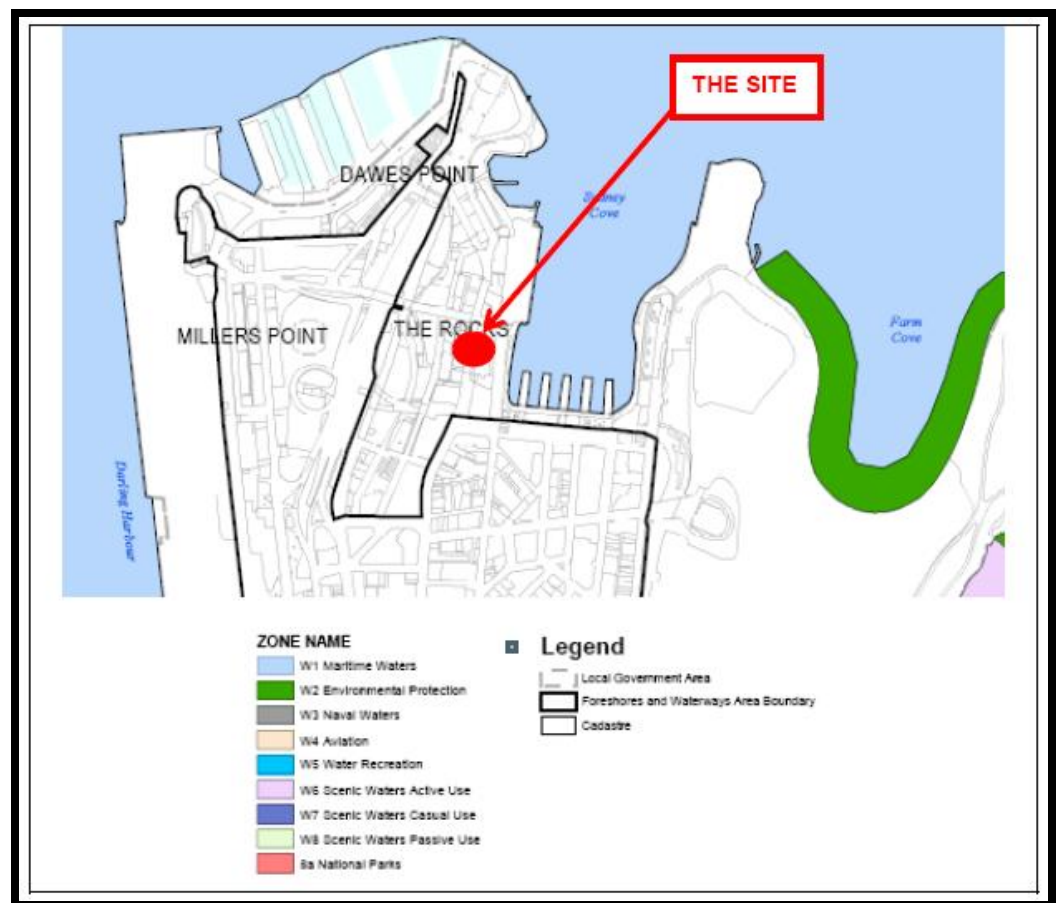 THE SITE
DAWES POINT
Sydney
Cove
MILLERS POINT
THE ROCKS
Farm
Cove
Darling Harbour
ZONE NAME
W1 Maritime Waters
W2 Environmental Protection
W3 Naval Waters
W4 Aviation
W5 Water Recreation
W6 Scenic Waters Active Use
W7 Scenic Waters Casual Use
W8 Scenic Waters Passive Use
8a National Parks
Legend
Local Government Area
Foreshores and Waterways Area Boundary
Cadastre